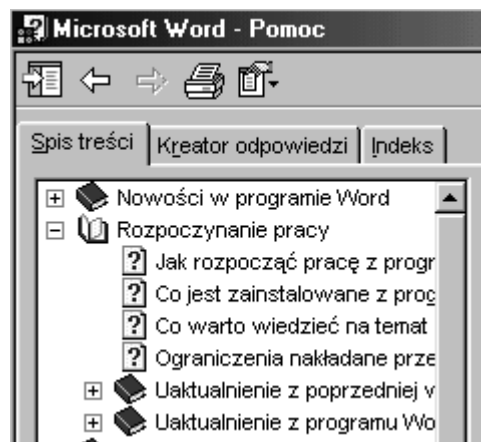 Microsoft Word - Pomoc
Spis treści Kreator odpowiedzi Indeks
Nowości w programie Word
Rozpoczynanie pracy
Jak rozpocząć pracę z progr
Co jest zainstalowane z prog
Co warto wiedzieć na temat
Ograniczenia nakładane prze
Uaktualnienie z poprzedniej v
Uaktualnienie z programu Wo